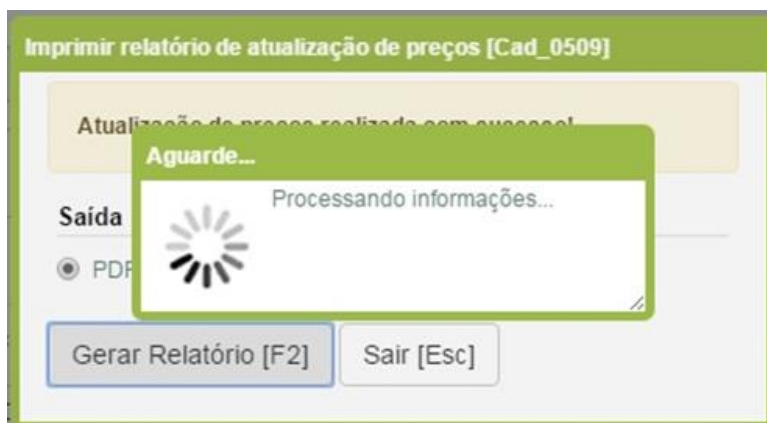 Imprimir relatório de atualização de preços [Cad_0509]
Aguarde...
Processando informações...
Saída
Gerar Relatório [F2]
Sair [Esc]